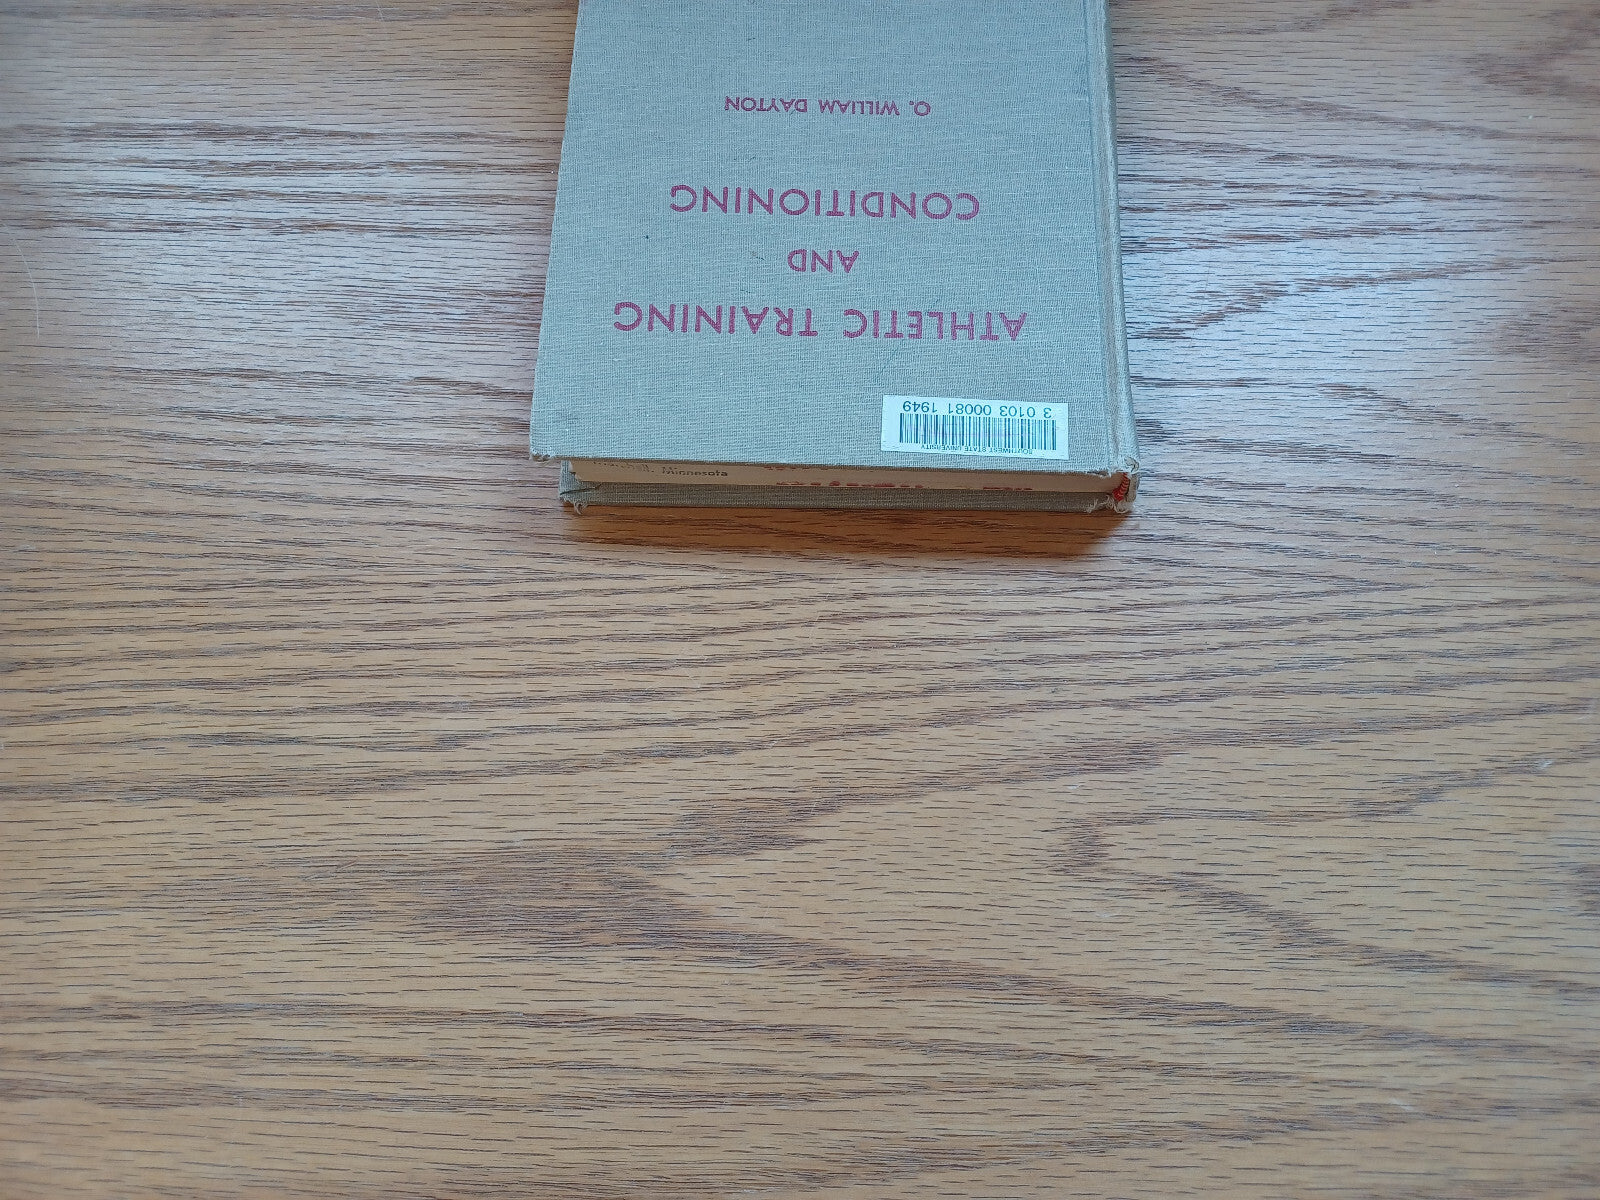 SOUTHWEST STATE UNIVERSITY
3 0103 00081 1949
ATHLETIC TRAINING
AND
CONDITIONING
O. WILLIAM DAYTON
Minnesota